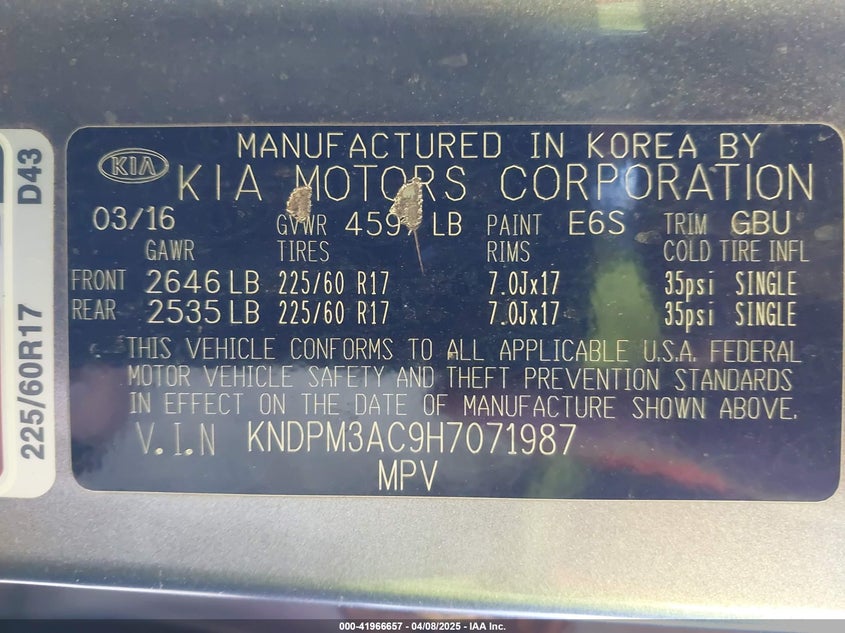 MANUFACTURED IN KOREA BY
KIA
KIA MOTORS CORPORATION
03/16 GVWR LB PAINT E6S TRIM GBU
GAWR TIRES RIMS COLD TIRE INFL
FRONT 2646 LB 225/60 R17 7.0Jx17 35psi SINGLE
REAR 2535 LB 225/60 R17 7.0Jx17 35psi SINGLE
THIS VEHICLE CONFORMS TO ALL APPLICABLE U.S.A. FEDERAL
MOTOR VEHICLE SAFETY AND THEFT PREVENTION STANDARDS
IN EFFECT ON THE DATE OF MANUFACTURE SHOWN ABOVE.
V.I.N KNDPM3AC9H7071987
MPV
D43
225/60R17
000-41966657 - 04/08/2025 - IAA Inc.